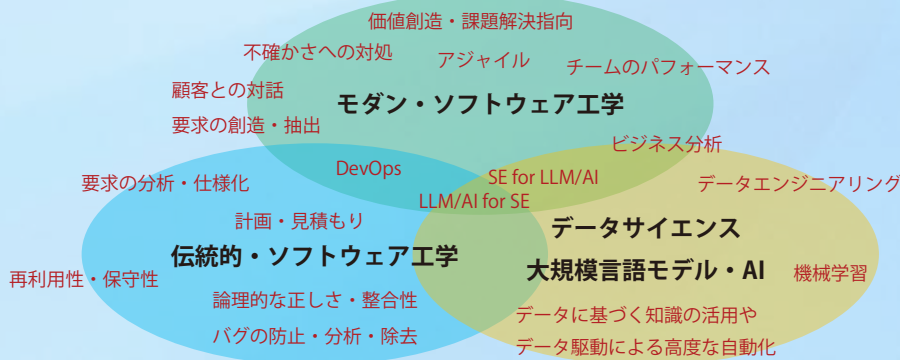 価値創造・課題解決指向
不確かさへの対処
アジャイル
チームのパフォーマンス
顧客との対話
モダン・ソフトウェア工学
要求の創造・抽出
ビジネス分析
DevOps
SE for LLM/AI
要求の分析・仕様化
データエンジニアリング
LLM/AI for SE
計画・見積もり
データサイエンス
伝統的・ソフトウェア工学
大規模言語モデル・AI
再利用性・保守性
機械学習
論理的な正しさ・整合性
データに基づく知識の活用や
バグの防止・分析・除去
データ駆動による高度な自動化